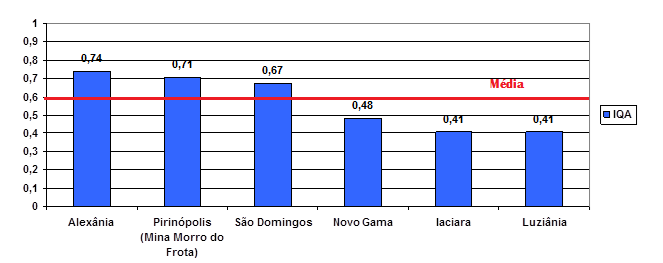 1
0,9
0,8
0,7
0,6
0,5
0,4
0,3
0,2
0,1
0
0,74
0,71
0,67
0,48
0,41
0,41
Média
IQA
Alexânia
Pirinópolis
(Mina Morro do
Frota)
São Domingos
Novo Gama
Iaciara
Luziânia